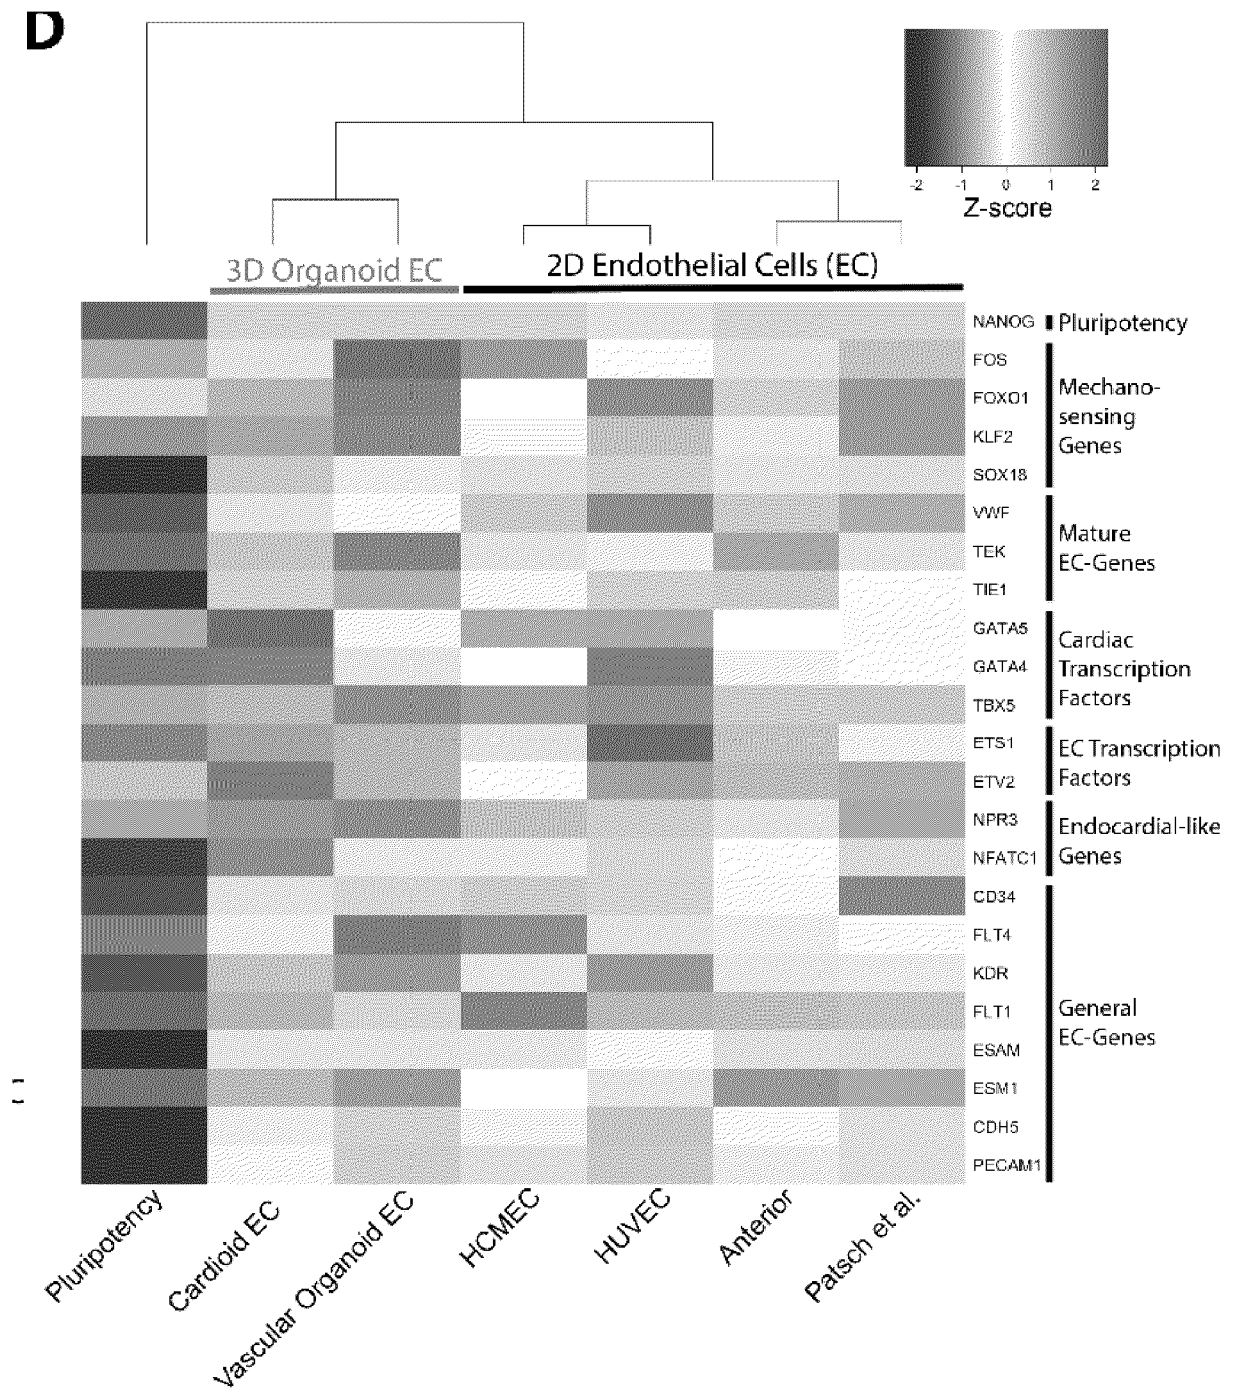 D
-2 -1 0 1 2
Z-score
3D Organoid EC
2D Endothelial Cells (EC)
NANOG
Pluripotency
FOS
FOXO1
KLF2
SOX18
Mechano-
sensing
Genes
VWF
TEK
TIE1
Mature
EC-Genes
GATA5
GATA4
TBX5
Cardiac
Transcription
Factors
ETS1
ETV2
EC Transcription
Factors
NPR3
NFATC1
Endocardial-like
Genes
CD34
FLT4
KDR
FLT1
ESAM
ESM1
CDH5
PECAM1
General
EC-Genes
Pluripotency
Cardioid EC
Vascular Organoid EC
HCMEC
HUVEC
Anterior
Patsch et al.